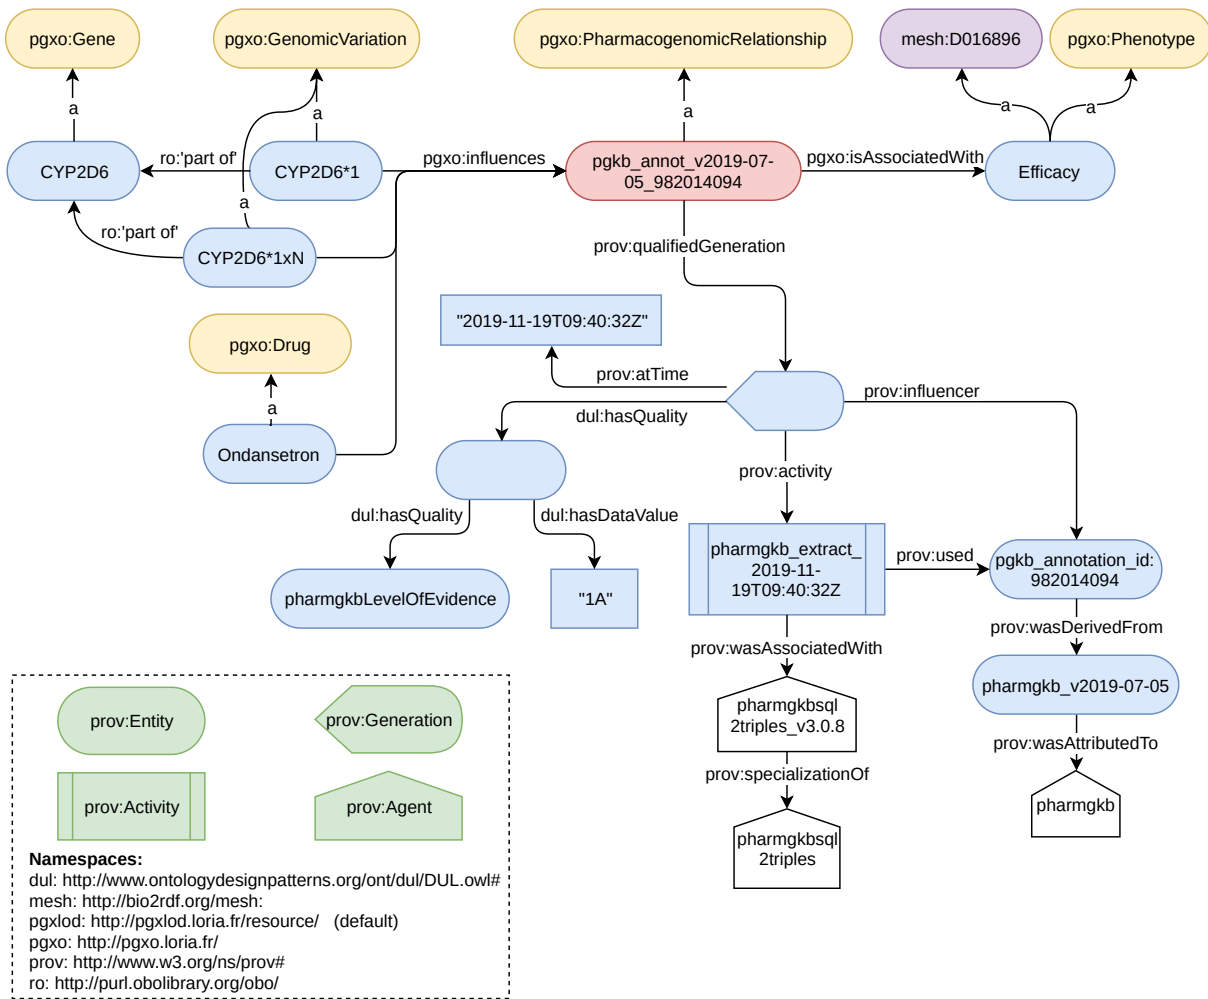 pgxo:Gene
pgxo:GenomicVariation
pgxo:PharmacogenomicRelationship
mesh:D016896
pgxo:Phenotype
a
a
a
a
a
CYP2D6
ro:'part of'
CYP2D6*1
pgxo:influences
pgkb_annot_v2019-07-
05_982014094
pgxo:isAssociatedWith
Efficacy
a
ro:'part of'
CYP2D6*1xN
prov:qualifiedGeneration
"2019-11-19T09:40:32Z"
pgxo:Drug
prov:atTime
prov:influencer
a
dul:hasQuality
Ondansetron
prov:activity
dul:hasQuality
dul:hasDataValue
pharmgkb_extract_
2019-11-
19T09:40:32Z
prov:used
pgkb_annotation_id:
982014094
pharmgkbLevelOfEvidence
"1A"
prov:wasDerivedFrom
prov:wasAssociatedWith
pharmgkb_v2019-07-05
pharmgkbsql
2triples_v3.0.8
prov:wasAttributedTo
prov:specializationOf
pharmgkb
pharmgkbsql
2triples
prov:Entity
prov:Generation
prov:Activity
prov:Agent
Namespaces:
dul: http://www.ontologydesignpatterns.org/ont/dul/DUL.owl#
mesh: http://bio2rdf.org/mesh:
pgxlod: http://pgxlod.loria.fr/resource/ (default)
pgxo: http://pgxo.loria.fr/
prov: http://www.w3.org/ns/prov#
ro: http://purl.obolibrary.org/obo/